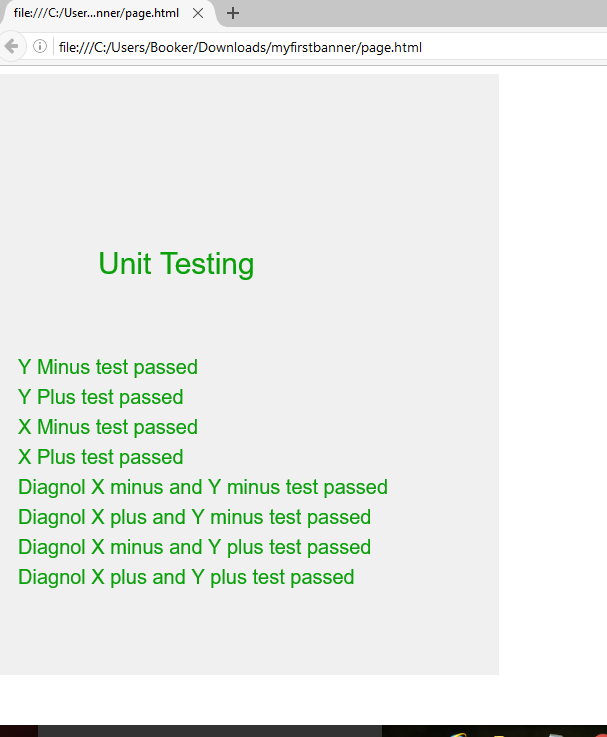 file:///C:/User...nner/page.html
file:///C:/Users/Booker/Downloads/myfirstbanner/page.html
Unit Testing
Y Minus test passed
Y Plus test passed
X Minus test passed
X Plus test passed
Diagnol X minus and Y minus test passed
Diagnol X plus and Y minus test passed
Diagnol X minus and Y plus test passed
Diagnol X plus and Y plus test passed